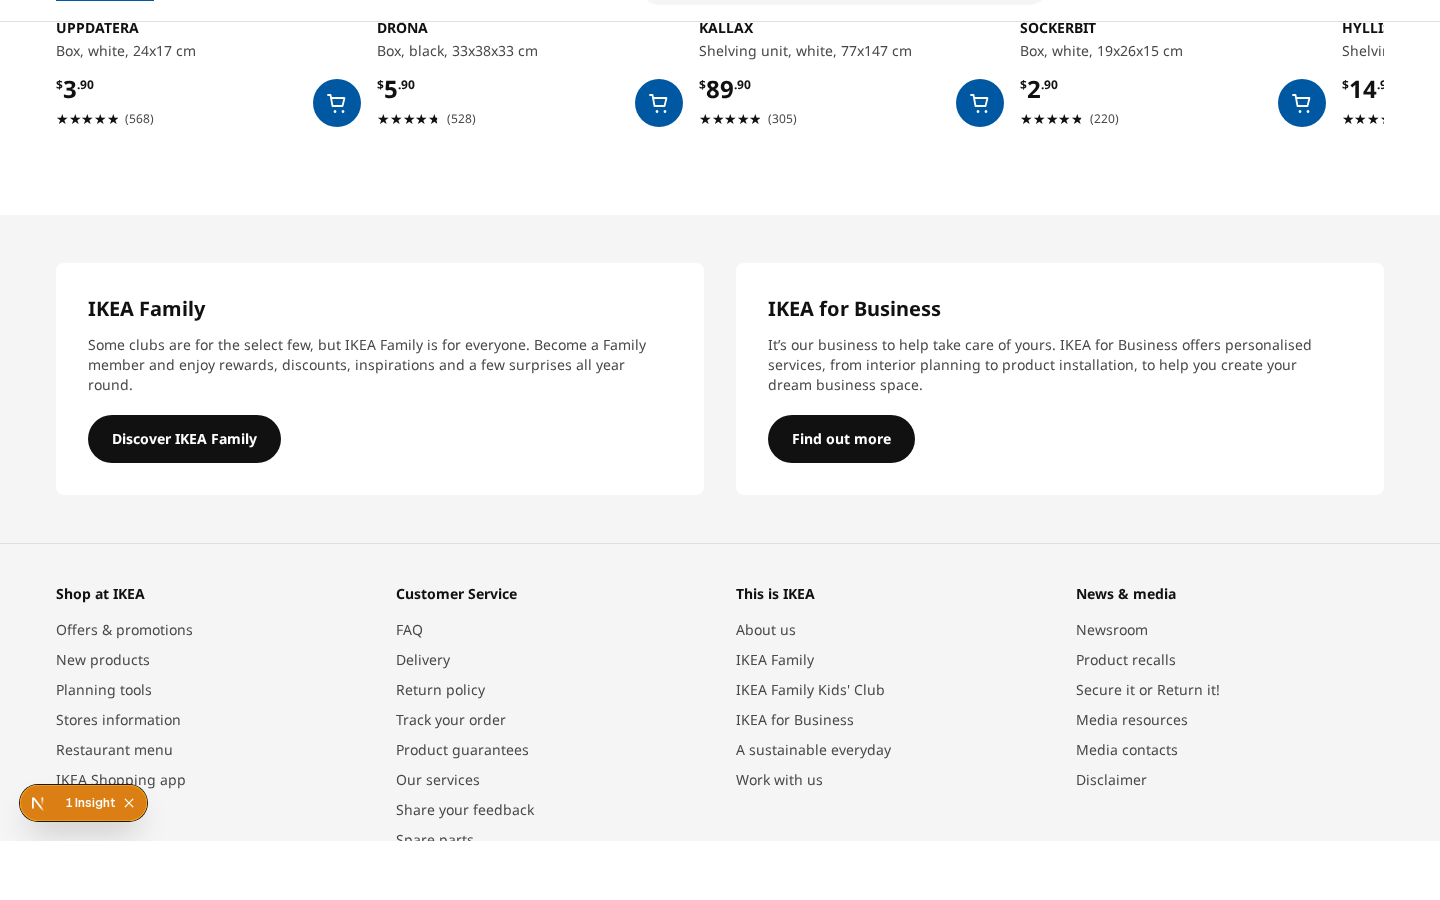 UPPDATERA
Box, white, 24x17 cm
$3.90
(568)
DRONA
Box, black, 33x38x33 cm
$5.90
(528)
KALLAX
Shelving unit, white, 77x147 cm
$89.90
(305)
SOCKERBIT
Box, white, 19x26x15 cm
$2.90
(220)
$14
IKEA Family
Some clubs are for the select few, but IKEA Family is for everyone. Become a Family
member and enjoy rewards, discounts, inspirations and a few surprises all year
round.
Discover IKEA Family
IKEA for Business
It’s our business to help take care of yours. IKEA for Business offers personalised
services, from interior planning to product installation, to help you create your
dream business space.
Find out more
Shop at IKEA
Offers & promotions
New products
Planning tools
Stores information
Restaurant menu
IKEA Shopping app
Customer Service
FAQ
Delivery
Return policy
Track your order
Product guarantees
Our services
Share your feedback
Spare parts
This is IKEA
About us
IKEA Family
IKEA Family Kids' Club
IKEA for Business
A sustainable everyday
Work with us
News & media
Newsroom
Product recalls
Secure it or Return it!
Media resources
Media contacts
Disclaimer
N
1 Insight